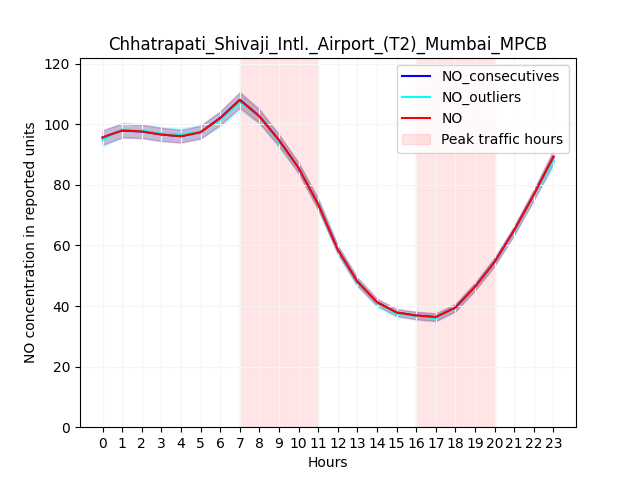 Chhatrapati_Shivaji_Intl._Airport_(T2)_Mumbai_MPCB
NO_consecutives
NO_outliers
NO
Peak traffic hours
NO concentration in reported units
120
100
80
60
40
20
0
0 1 2 3 4 5 6 7 8 9 10 11 12 13 14 15 16 17 18 19 20 21 22 23
Hours